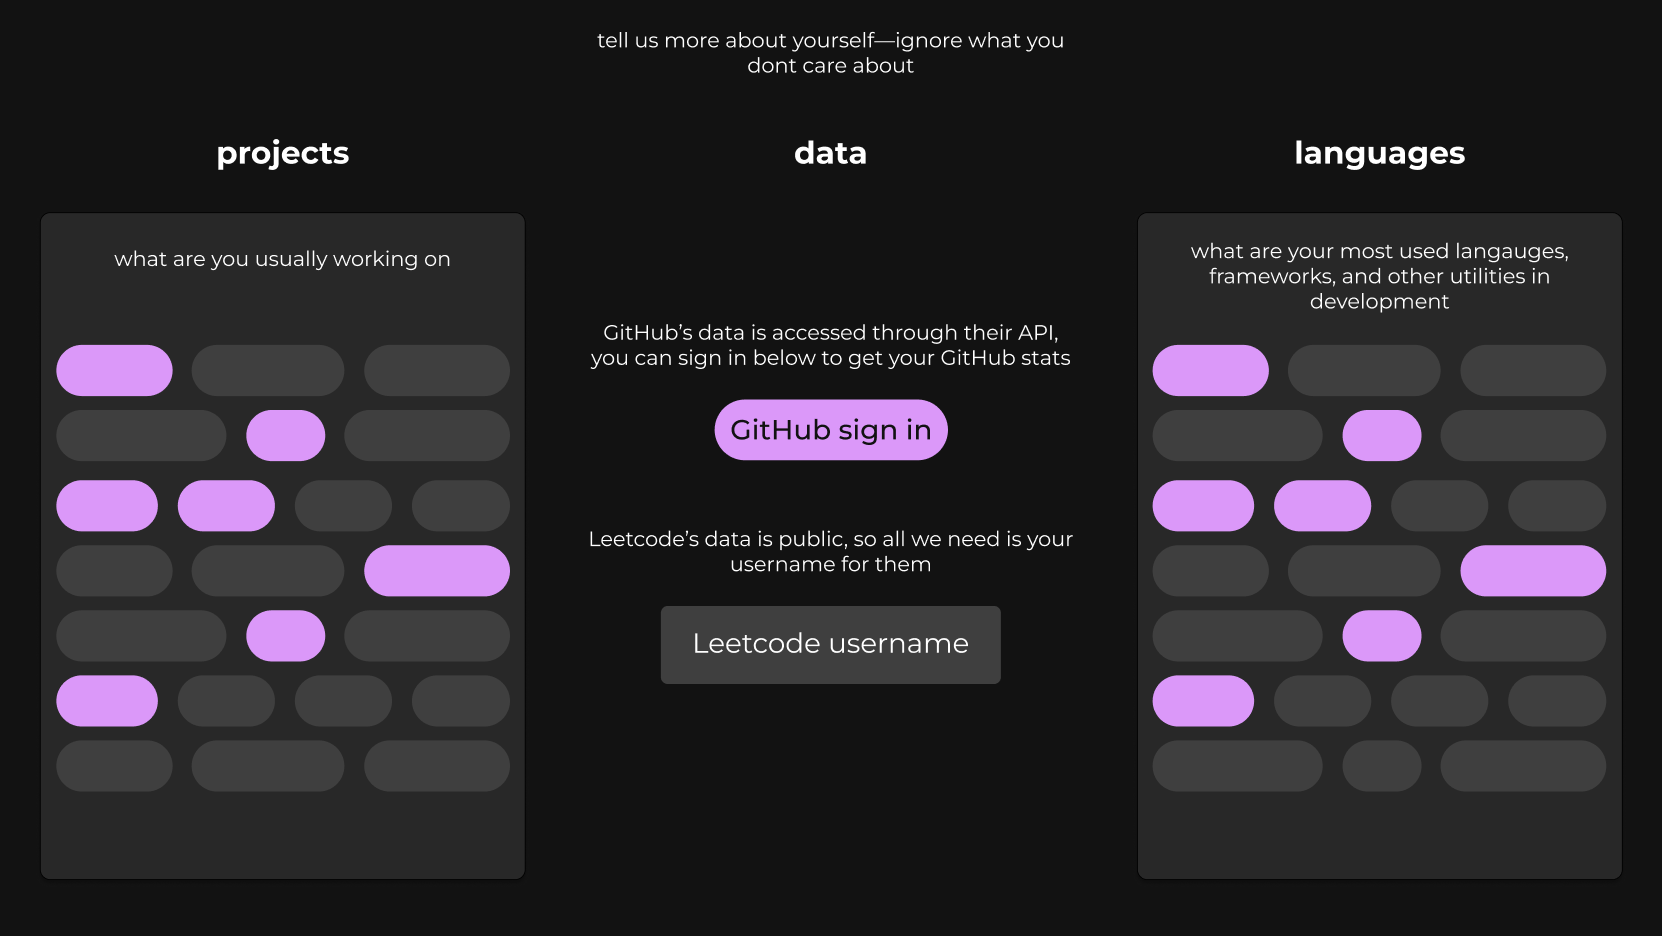 tell us more about yourself—ignore what you
dont care about
projects
data
languages
what are you usually working on
GitHub’s data is accessed through their API,
you can sign in below to get your GitHub stats
GitHub sign in
Leetcode’s data is public, so all we need is your
username for them
Leetcode username
what are your most used langauges,
frameworks, and other utilities in
development